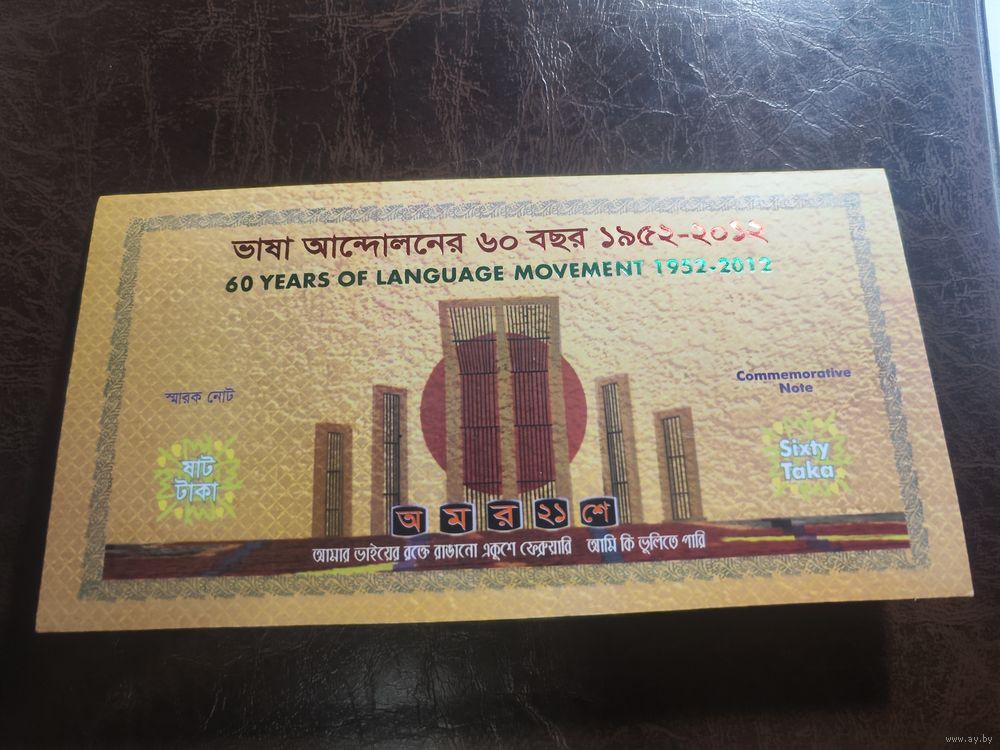 ভাষা আন্দোলনের ৬০ বছর ১৯৫২-২০১২
60 YEARS OF LANGUAGE MOVEMENT 1952-2012
স্মারক নোট
Commemorative
Note
ষাট
টাকা
Sixty
Taka
অ ম র ২১ শে
আমার ভাইয়ের রক্তে রাঙানো একুশে ফেব্রুয়ারি আমি কি ভুলিতে পারি
www.ay.by